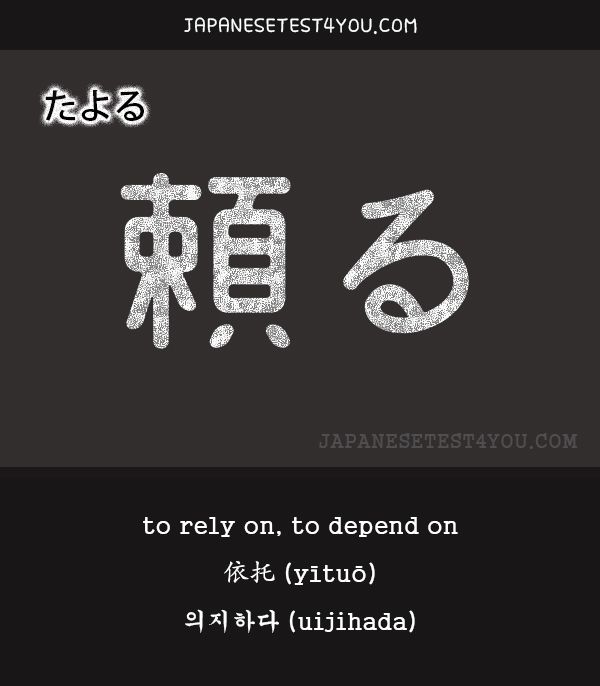 JAPANESETEST4YOU.COM
たよる
頼る
JAPANESETEST4YOU.COM
to rely on, to depend on
依托 (yītuō)
의지하다 (uijihada)